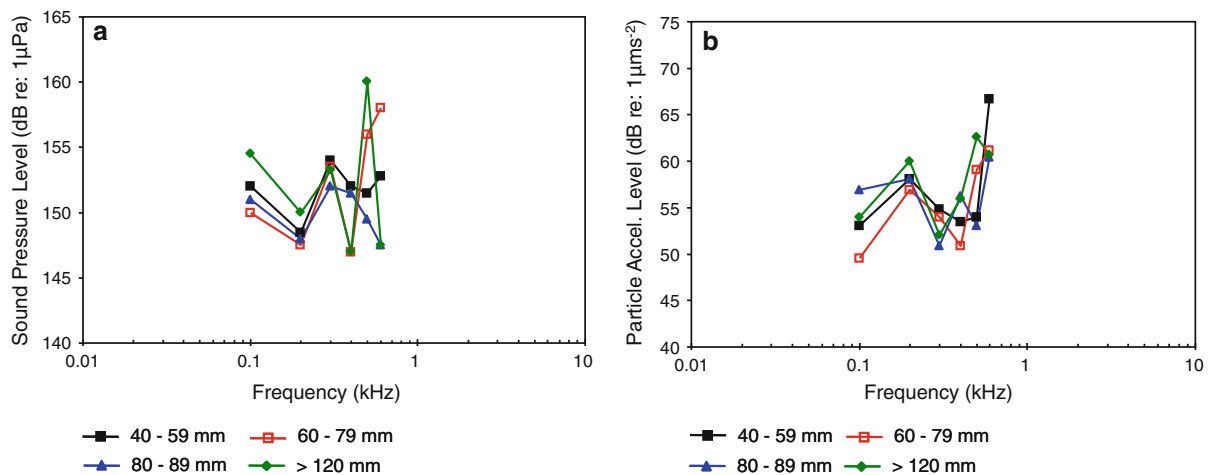 a
Sound Pressure Level (dB re: 1µPa)
165
160
155
150
145
140
0.01
0.1
1
10
Frequency (kHz)
40 - 59 mm
60 - 79 mm
80 - 89 mm
> 120 mm
b
Particle Accel. Level (dB re: 1µms⁻²)
75
70
65
60
55
50
45
40
0.01
0.1
1
10
Frequency (kHz)
40 - 59 mm
60 - 79 mm
80 - 89 mm
> 120 mm